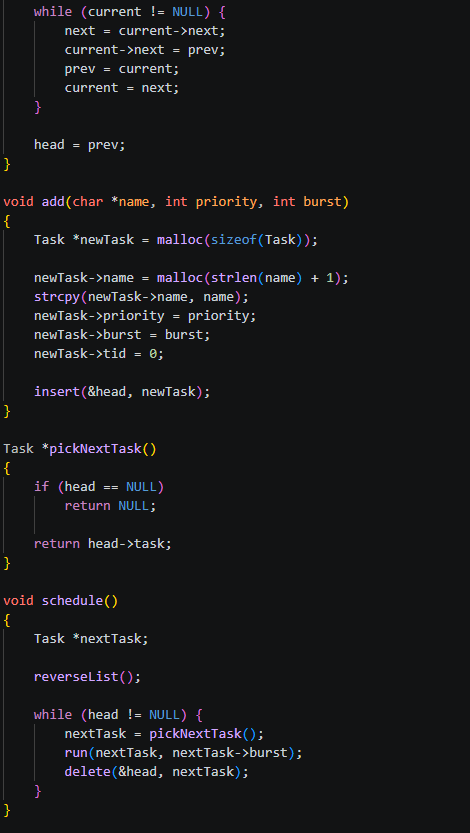 while (current != NULL) {
next = current->next;
current->next = prev;
prev = current;
current = next;
}
head = prev;
}
void add(char *name, int priority, int burst)
{
Task *newTask = malloc(sizeof(Task));
newTask->name = malloc(strlen(name) + 1);
strcpy(newTask->name, name);
newTask->priority = priority;
newTask->burst = burst;
newTask->tid = 0;
insert(&head, newTask);
}
Task *pickNextTask()
{
if (head == NULL)
return NULL;
return head->task;
}
void schedule()
{
Task *nextTask;
reverseList();
while (head != NULL) {
nextTask = pickNextTask();
run(nextTask, nextTask->burst);
delete(&head, nextTask);
}
}